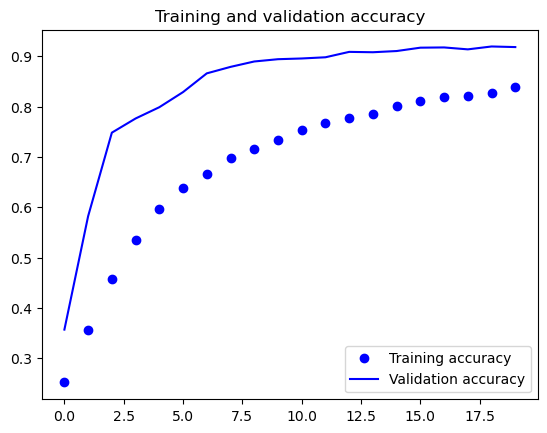 Training and validation accuracy
0.9
0.8
0.7
0.6
0.5
0.4
0.3
Training accuracy
Validation accuracy
0.0 2.5 5.0 7.5 10.0 12.5 15.0 17.5